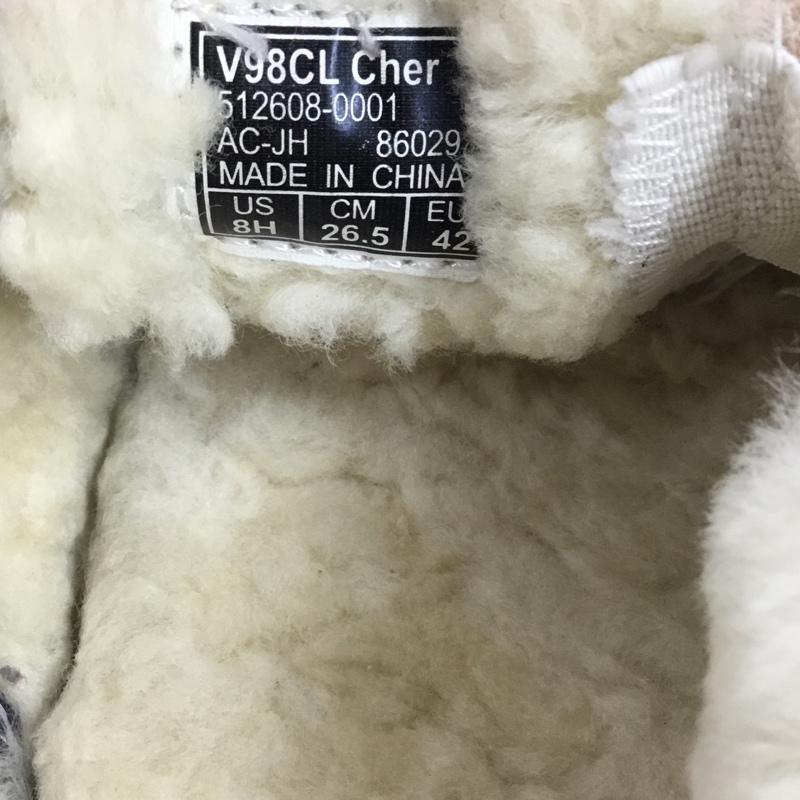 V98CL Cher
512608-0001
AC-JH 86029
MADE IN CHINA
US CM EU
8H 26.5 42